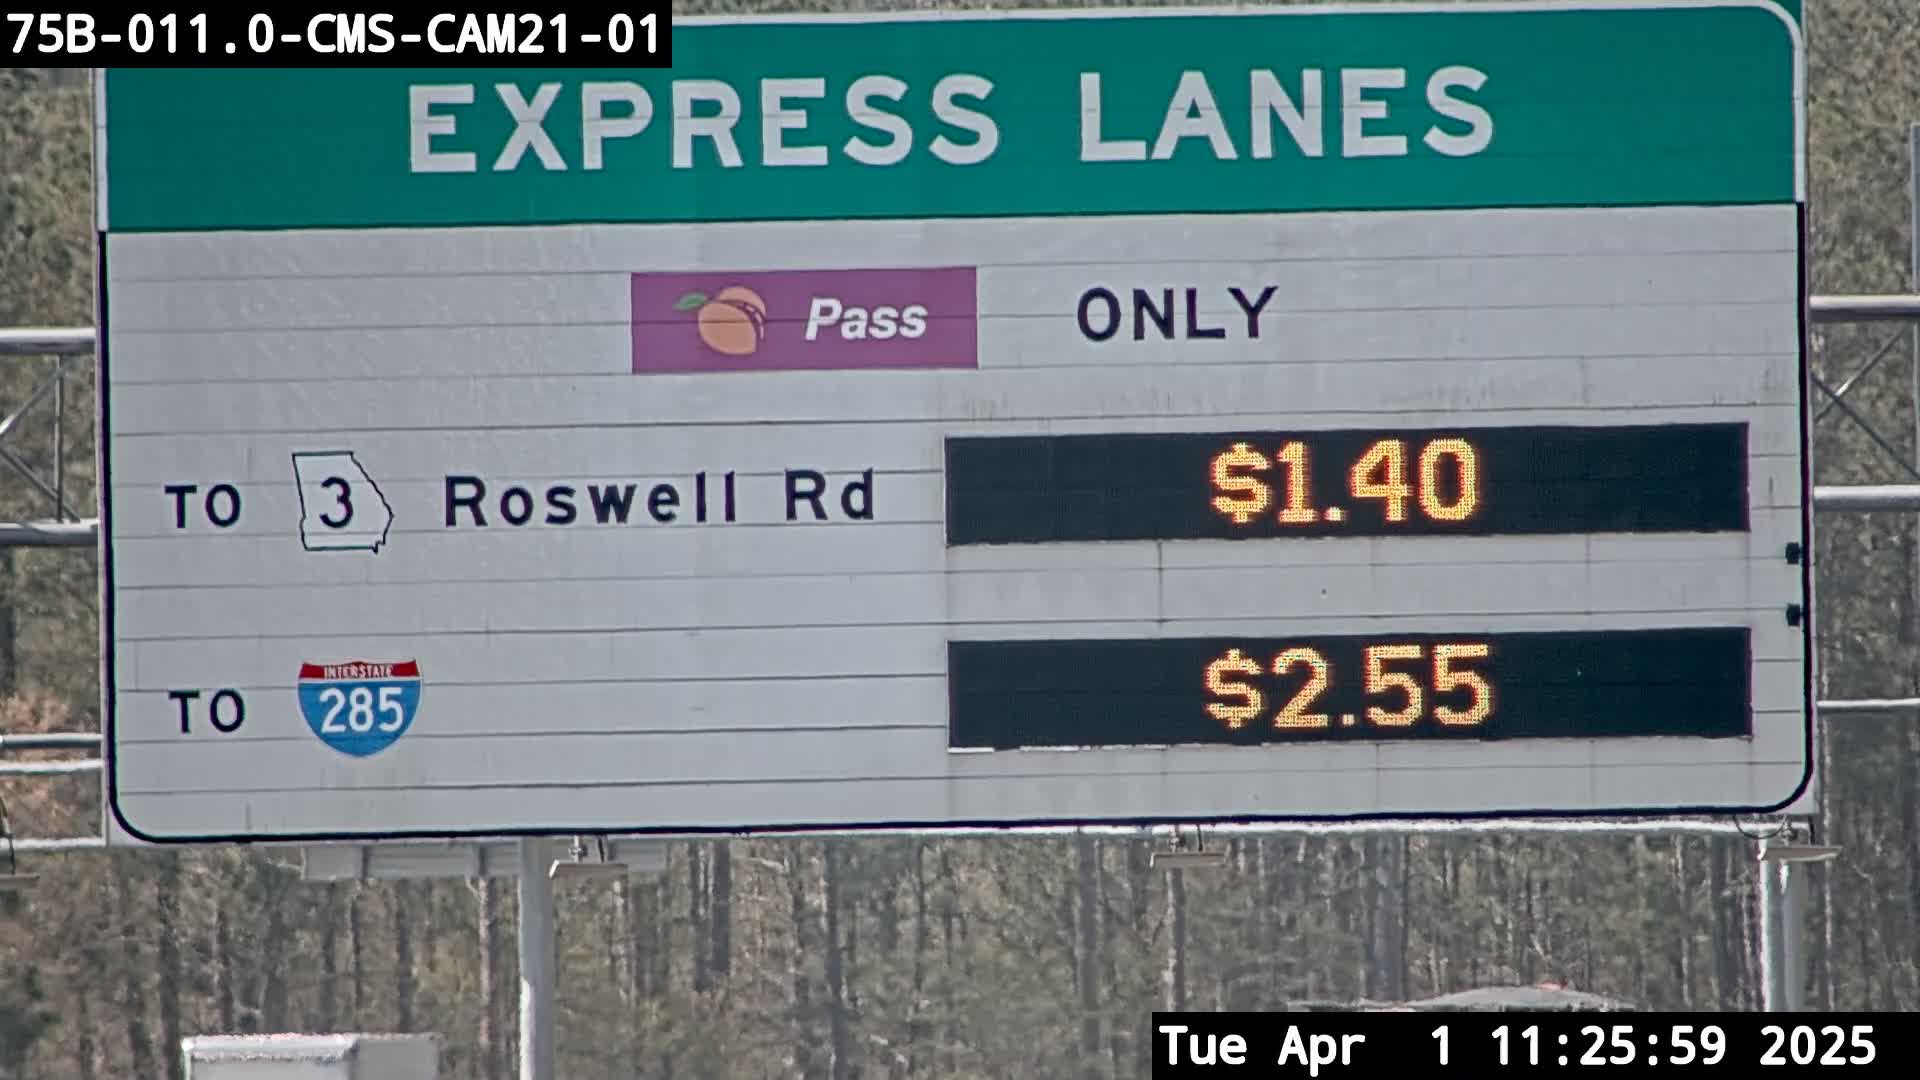 75B-011.0-CMS-CAM21-01
EXPRESS LANES
Pass ONLY
TO 3 Roswell Rd $1.40
INTERSTATE
TO 285 $2.55
Tue Apr 1 11:25:59 2025